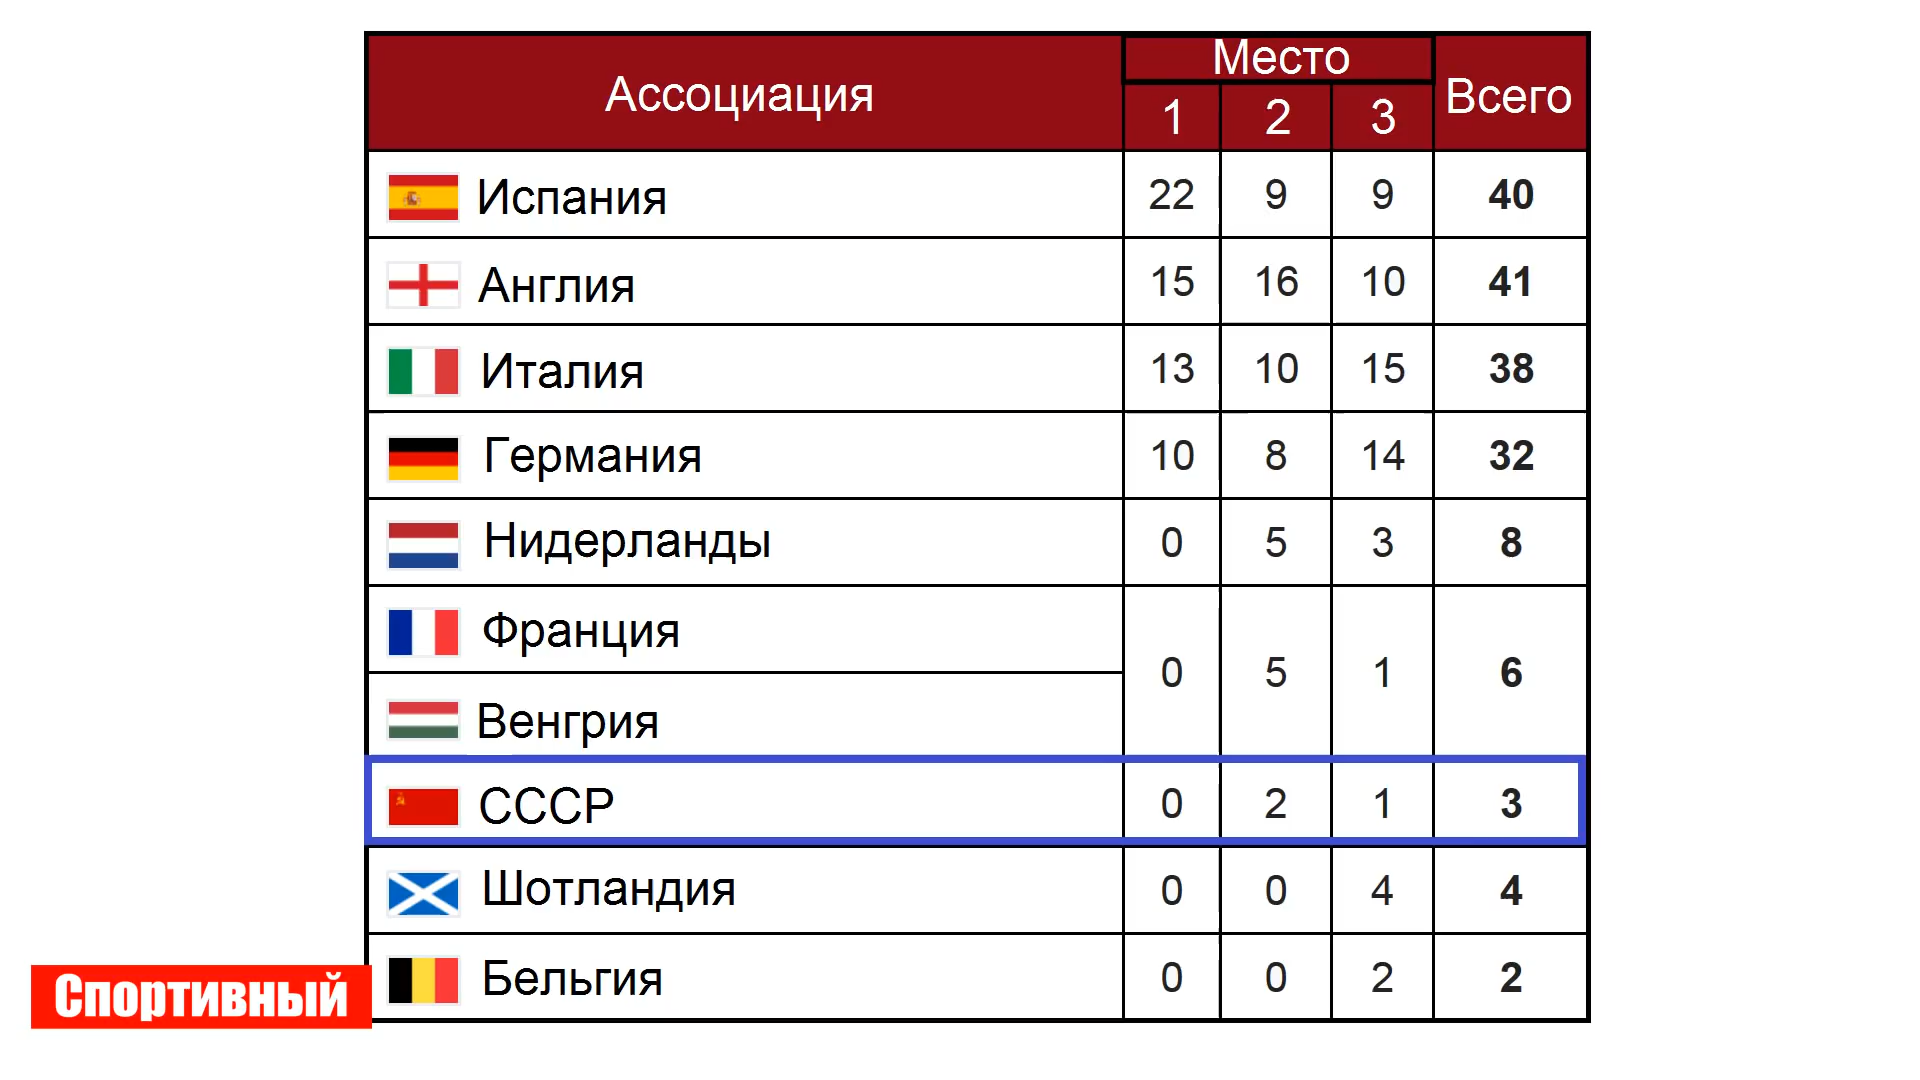 Ассоциация Место Всего
1 2 3
Испания 22 9 9 40
Англия 15 16 10 41
Италия 13 10 15 38
Германия 10 8 14 32
Нидерланды 0 5 3 8
Франция
0 5 1 6
Венгрия
СССР 0 2 1 3
Шотландия 0 0 4 4
Бельгия 0 0 2 2
Спортивный